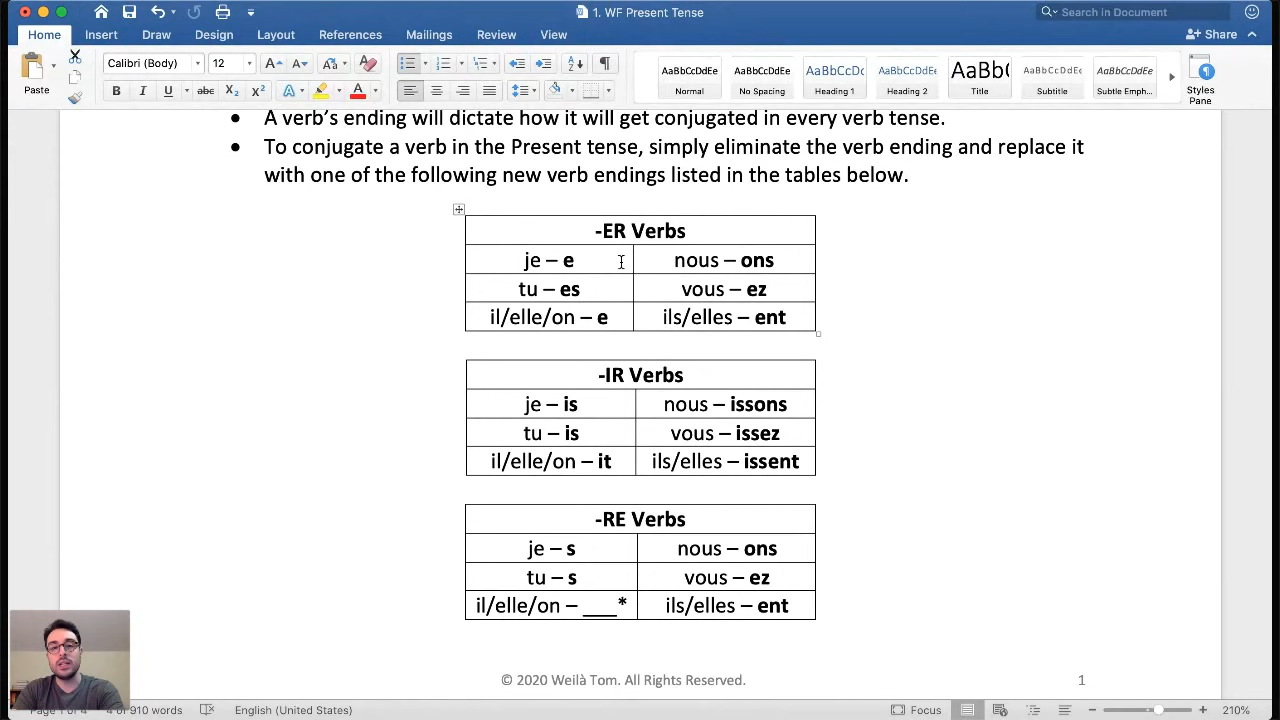 1. WF Present Tense
Search in Document
Home Insert Draw Design Layout References Mailings Review View Share
Paste
Calibri (Body) 12
AaBbCcDdEe AaBbCcDdEe AaBbCcDc AaBbCcDdEe AaBbCcDdEe AaBbCcDdEe
Normal No Spacing Heading 1 Heading 2 Title Subtitle Subtle Emph... Styles Pane
• A verb's ending will dictate how it will get conjugated in every verb tense.
• To conjugate a verb in the Present tense, simply eliminate the verb ending and replace it
with one of the following new verb endings listed in the tables below.
-ER Verbs
je – e nous – ons
tu – es vous – ez
il/elle/on – e ils/elles – ent
-IR Verbs
je – is nous – issons
tu – is vous – issez
il/elle/on – it ils/elles – issent
-RE Verbs
je – s nous – ons
tu – s vous – ez
il/elle/on – ___* ils/elles – ent
© 2020 Weilà Tom. All Rights Reserved. 1
910 words English (United States) Focus 210%